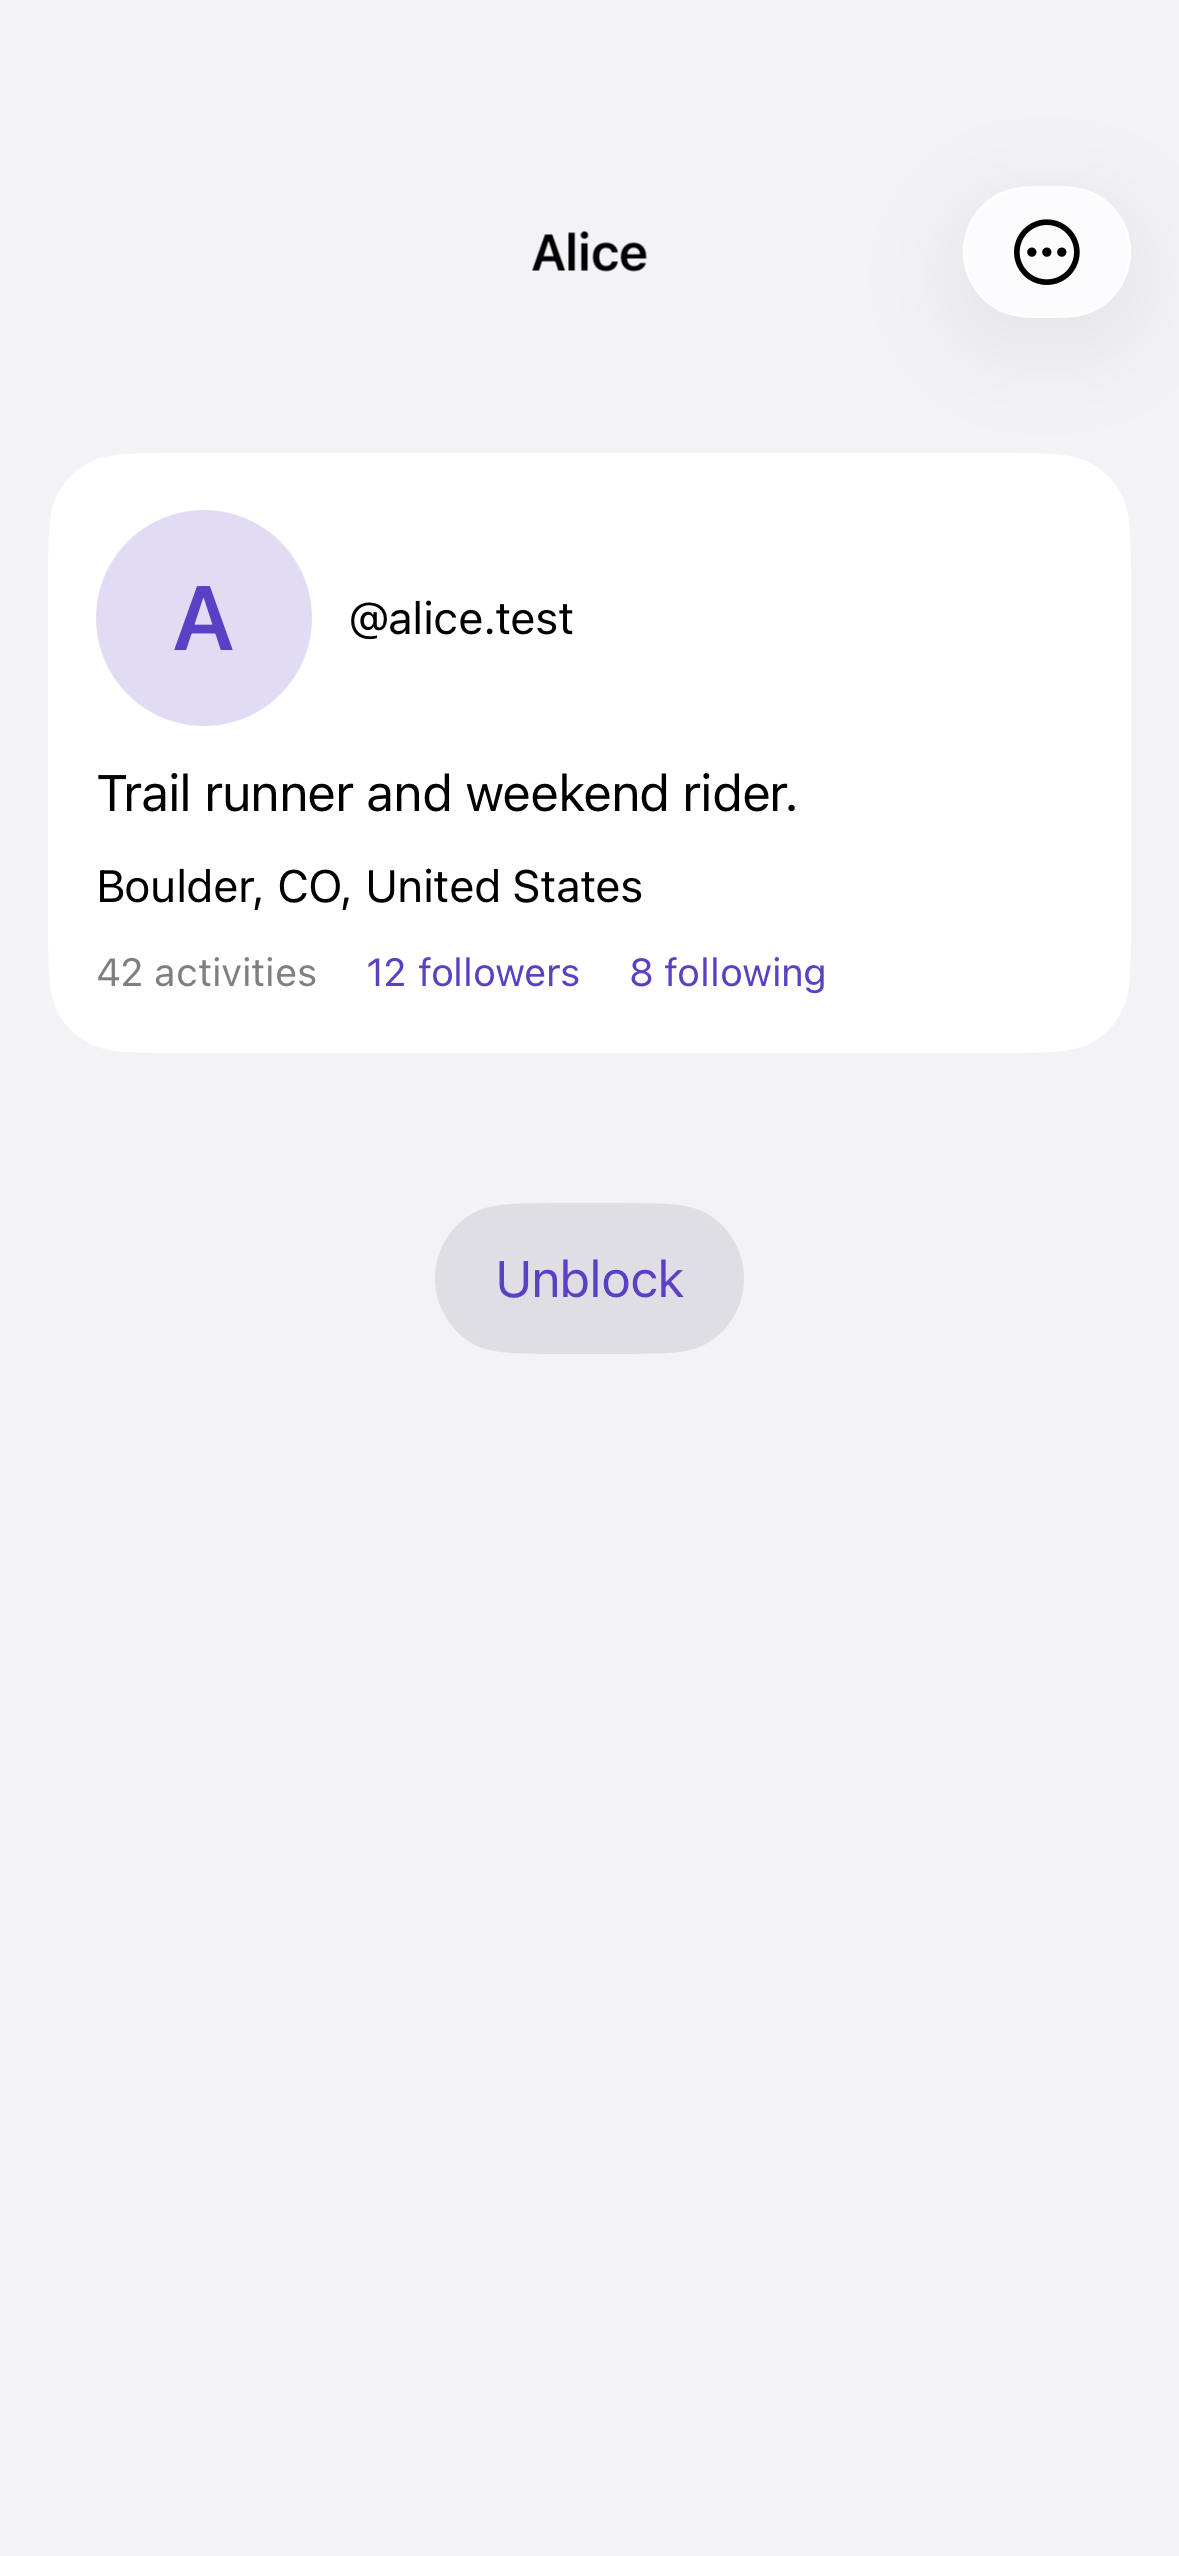 Alice
A
@alice.test
Trail runner and weekend rider.
Boulder, CO, United States
42 activities 12 followers 8 following
Unblock